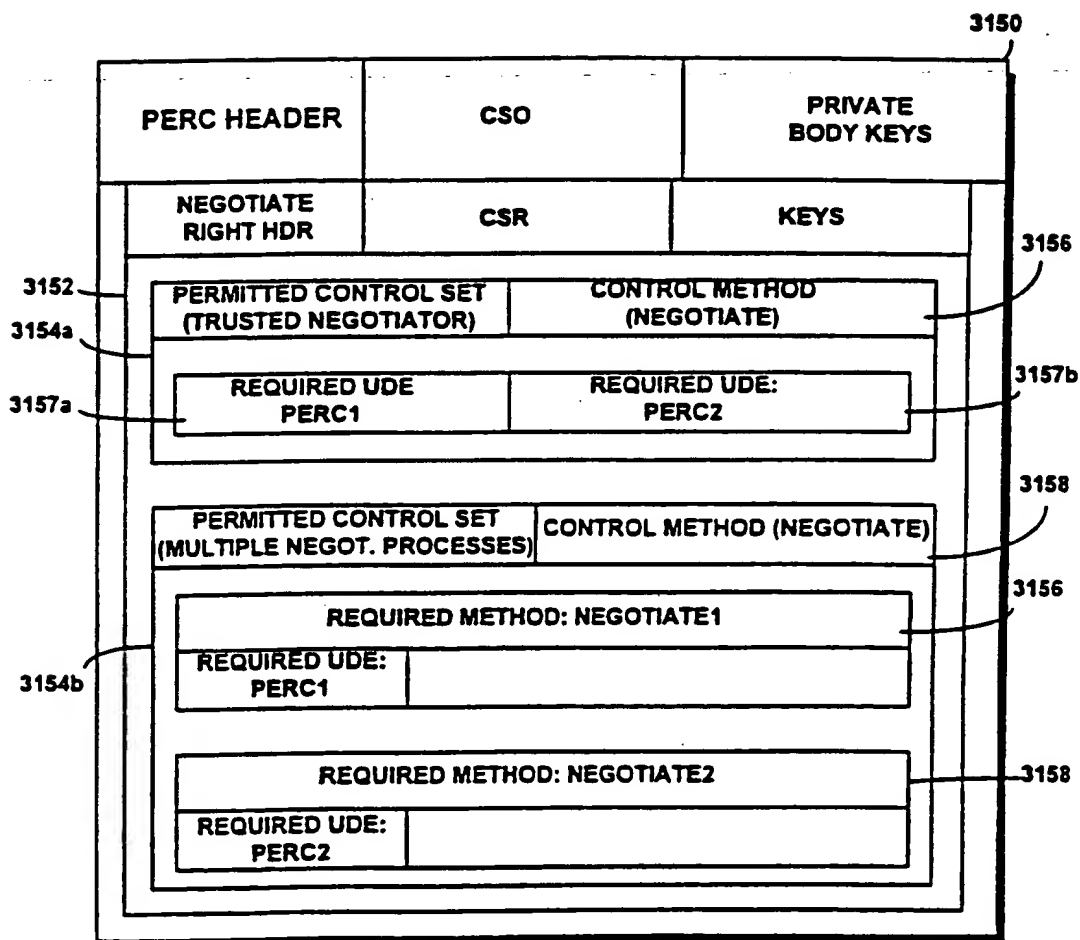 3150
PERC HEADER
CSO
PRIVATE
BODY KEYS
NEGOTIATE
RIGHT HDR
CSR
KEYS
3156
3152
PERMITTED CONTROL SET
(TRUSTED NEGOTIATOR)
CONTROL METHOD
(NEGOTIATE)
3154a
REQUIRED UDE
PERC1
REQUIRED UDE:
PERC2
3157b
3157a
3158
PERMITTED CONTROL SET
(MULTIPLE NEGOT. PROCESSES)
CONTROL METHOD (NEGOTIATE)
3156
REQUIRED METHOD: NEGOTIATE1
REQUIRED UDE:
PERC1
3154b
REQUIRED METHOD: NEGOTIATE2
3158
REQUIRED UDE:
PERC2